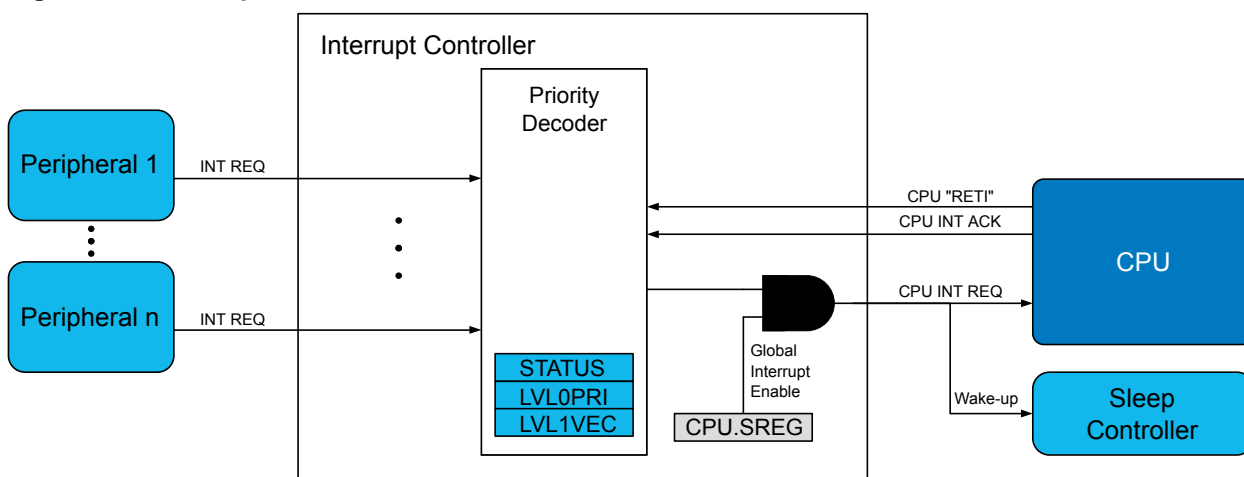 Interrupt Controller
Priority
Decoder
Peripheral 1
INT REQ
CPU "RETI"
CPU INT ACK
CPU
CPU INT REQ
Peripheral n
INT REQ
Global
Interrupt
Enable
STATUS
LVL0PRI
LVL1VEC
CPU.SREG
Wake-up
Sleep
Controller